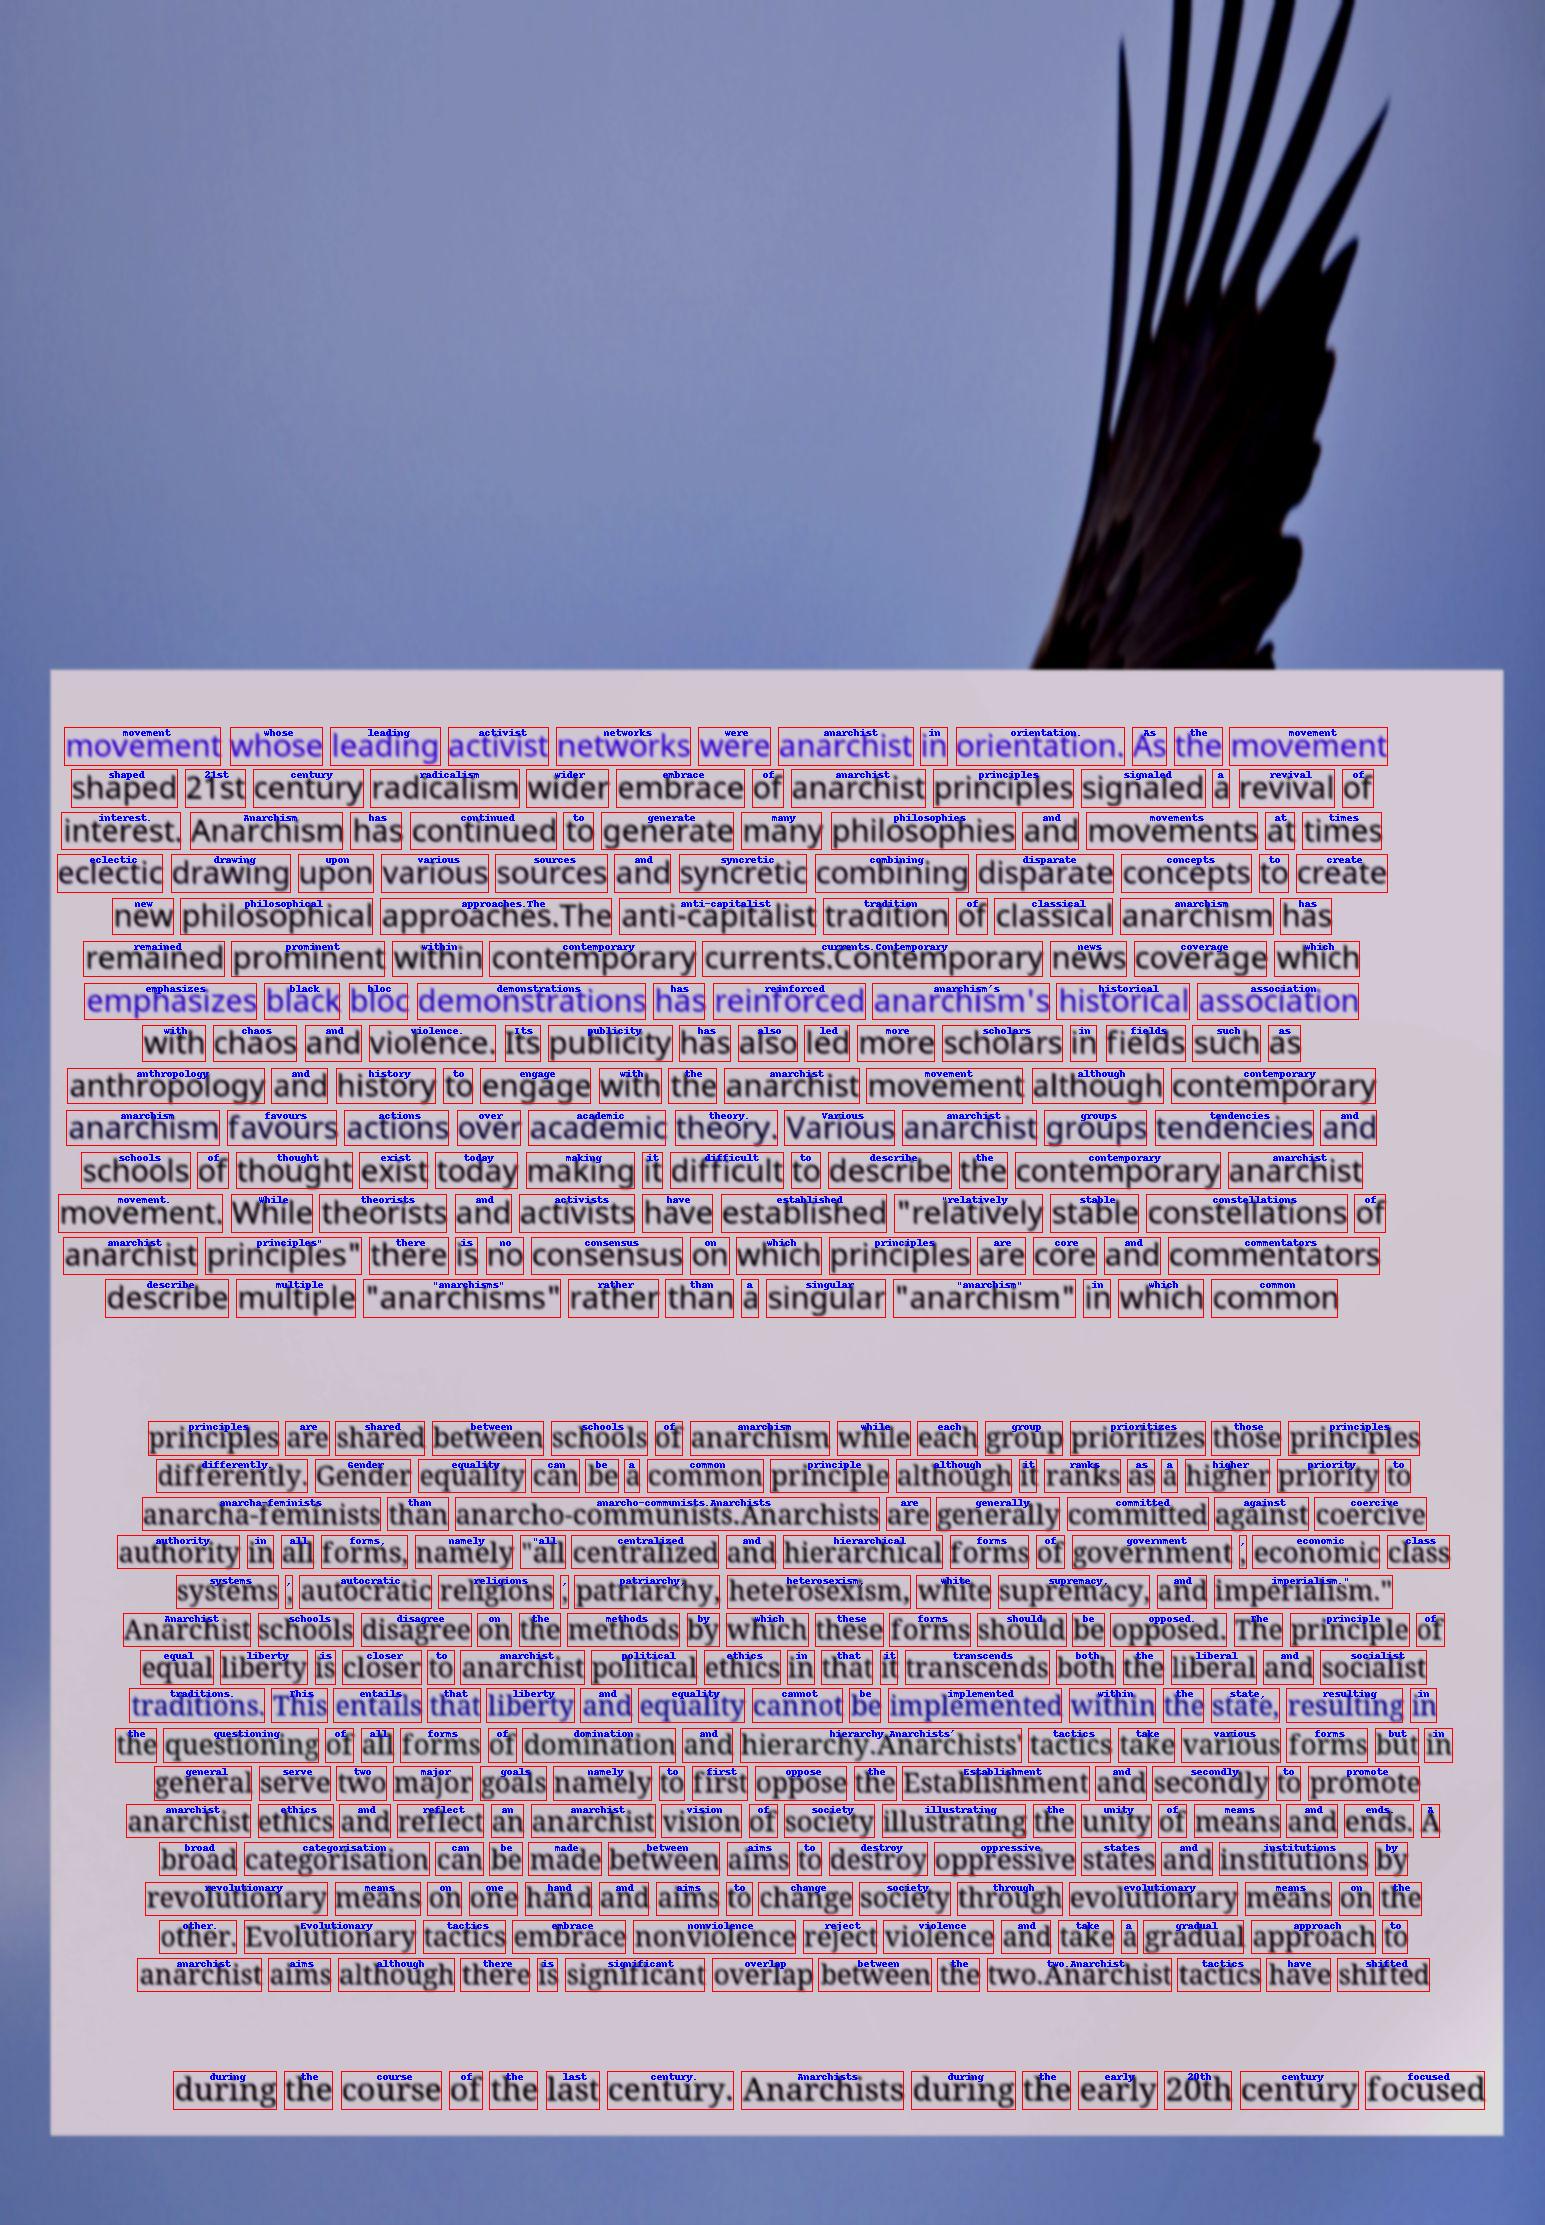 movement whose leading activist networks were anarchist in orientation. As the movement
shaped 21st century radicalism wider embrace of anarchist principles signaled a revival of
interest. Anarchism has continued to generate many philosophies and movements at times
eclectic drawing upon various sources and syncretic combining disparate concepts to create
new philosophical approaches.The anti-capitalist tradition of classical anarchism has
remained prominent within contemporary currents.Contemporary news coverage which
emphasizes black bloc demonstrations has reinforced anarchism's historical association
with chaos and violence. Its publicity has also led more scholars in fields such as
anthropology and history to engage with the anarchist movement although contemporary
anarchism favours actions over academic theory. Various anarchist groups tendencies and
schools of thought exist today making it difficult to describe the contemporary anarchist
movement. While theorists and activists have established "relatively stable constellations of
anarchist principles" there is no consensus on which principles are core and commentators
describe multiple "anarchisms" rather than a singular "anarchism" in which common
principles are shared between schools of anarchism while each group prioritizes those principles
differently. Gender equality can be a common principle although it ranks as a higher priority to
anarcha-feminists than anarcho-communists.Anarchists are generally committed against coercive
authority in all forms, namely "all centralized and hierarchical forms of government , economic class
systems , autocratic religions , patriarchy, heterosexism, white supremacy, and imperialism."
Anarchist schools disagree on the methods by which these forms should be opposed. The principle of
equal liberty is closer to anarchist political ethics in that it transcends both the liberal and socialist
traditions. This entails that liberty and equality cannot be implemented within the state, resulting in
the questioning of all forms of domination and hierarchy.Anarchists' tactics take various forms but in
general serve two major goals namely to first oppose the Establishment and secondly to promote
anarchist ethics and reflect an anarchist vision of society illustrating the unity of means and ends. A
broad categorisation can be made between aims to destroy oppressive states and institutions by
revolutionary means on one hand and aims to change society through evolutionary means on the
other. Evolutionary tactics embrace nonviolence reject violence and take a gradual approach to
anarchist aims although there is significant overlap between the two.Anarchist tactics have shifted
during the course of the last century. Anarchists during the early 20th century focused